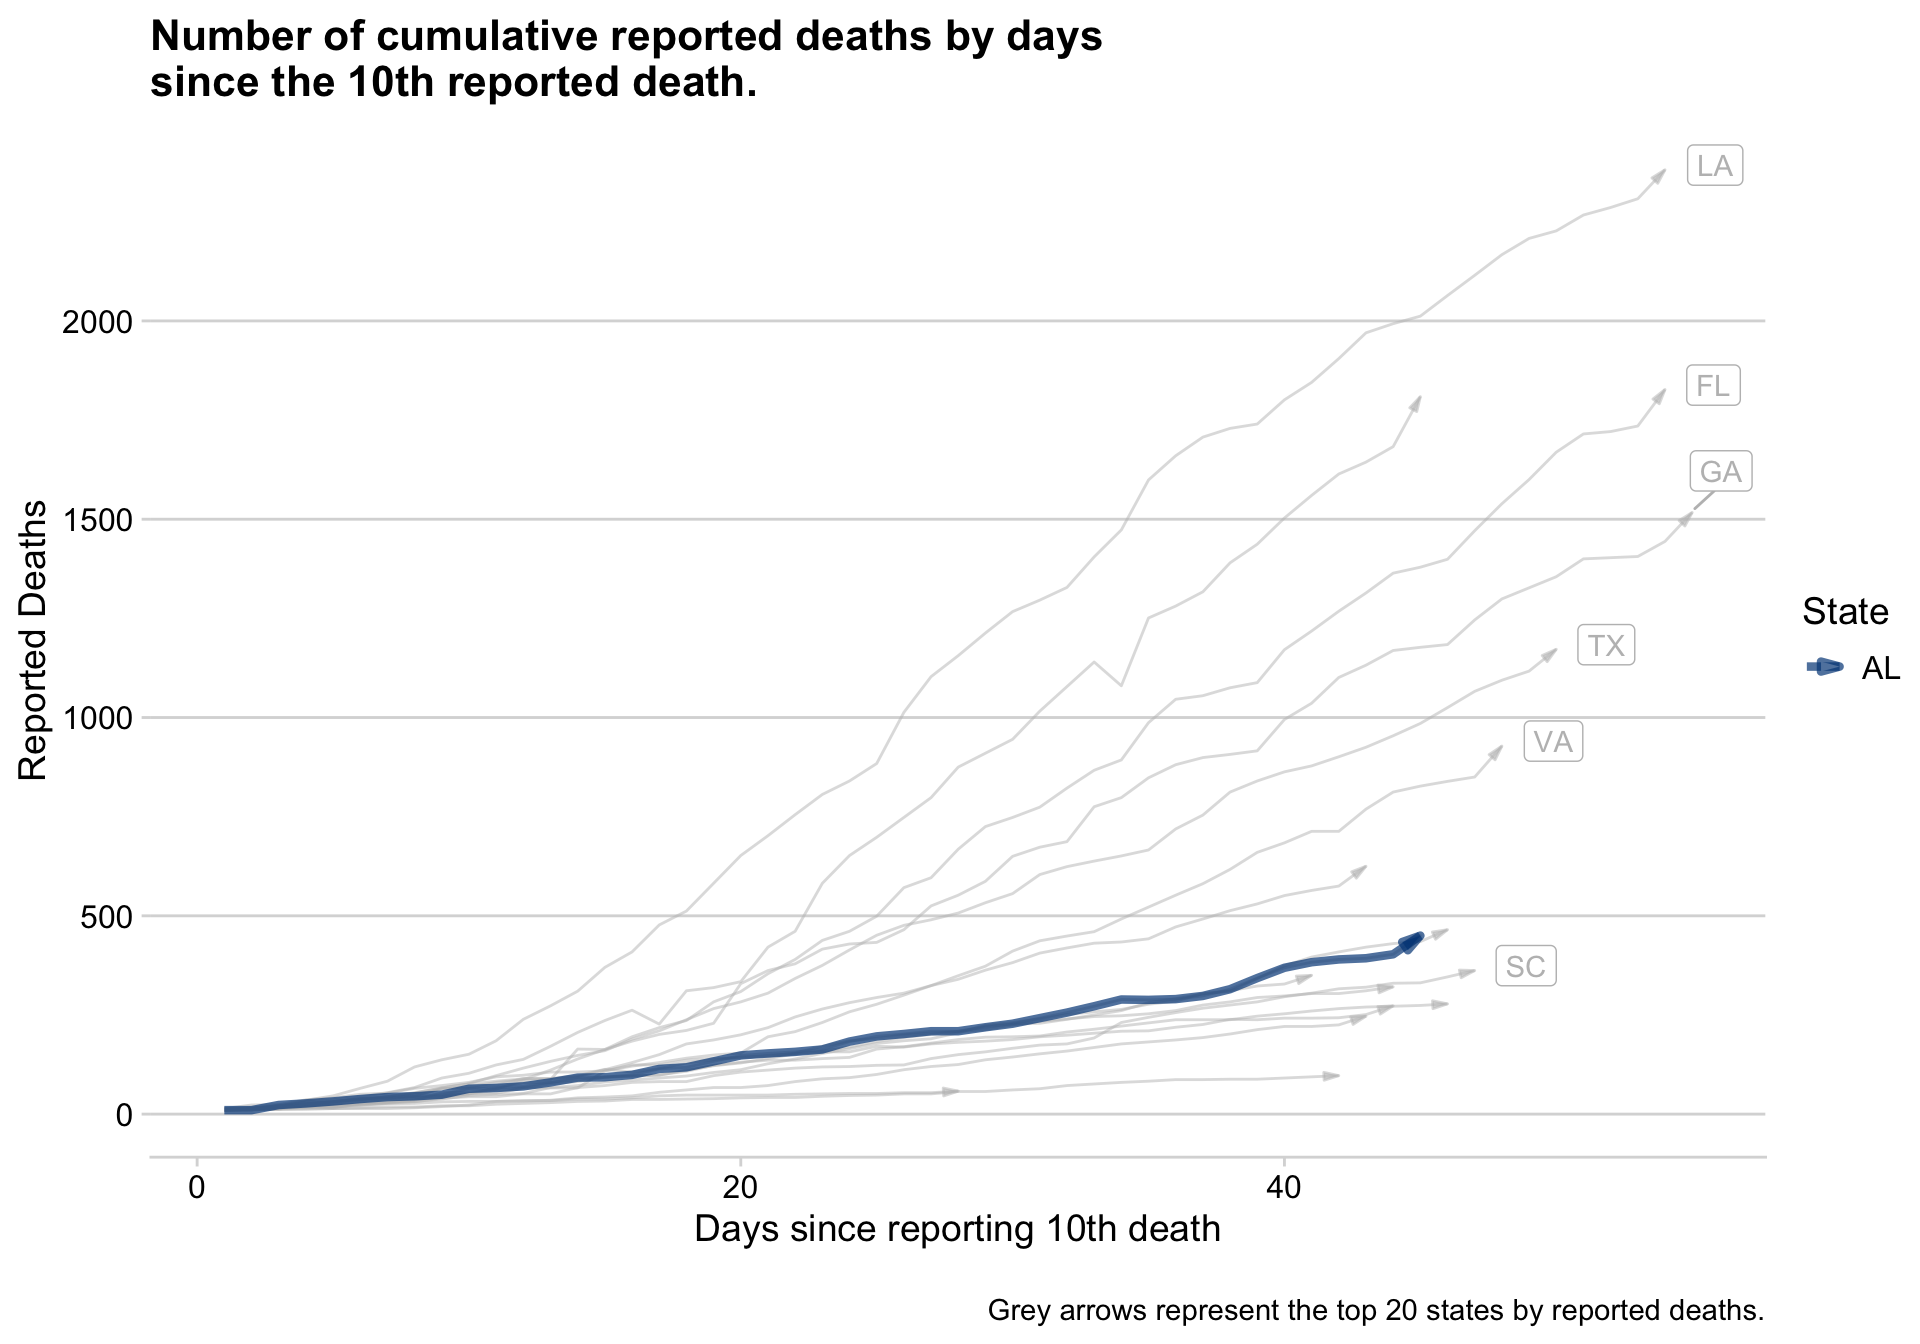 Number of cumulative reported deaths by days
since the 10th reported death.
LA
FL
GA
TX
VA
SC
2000
1500
1000
500
0
Reported Deaths
0 20 40
Days since reporting 10th death
State
AL
Grey arrows represent the top 20 states by reported deaths.